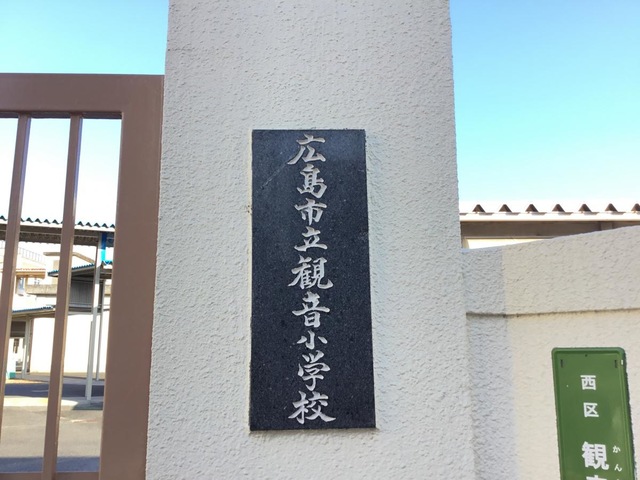 広島市立観音小学校
西区
観
かん